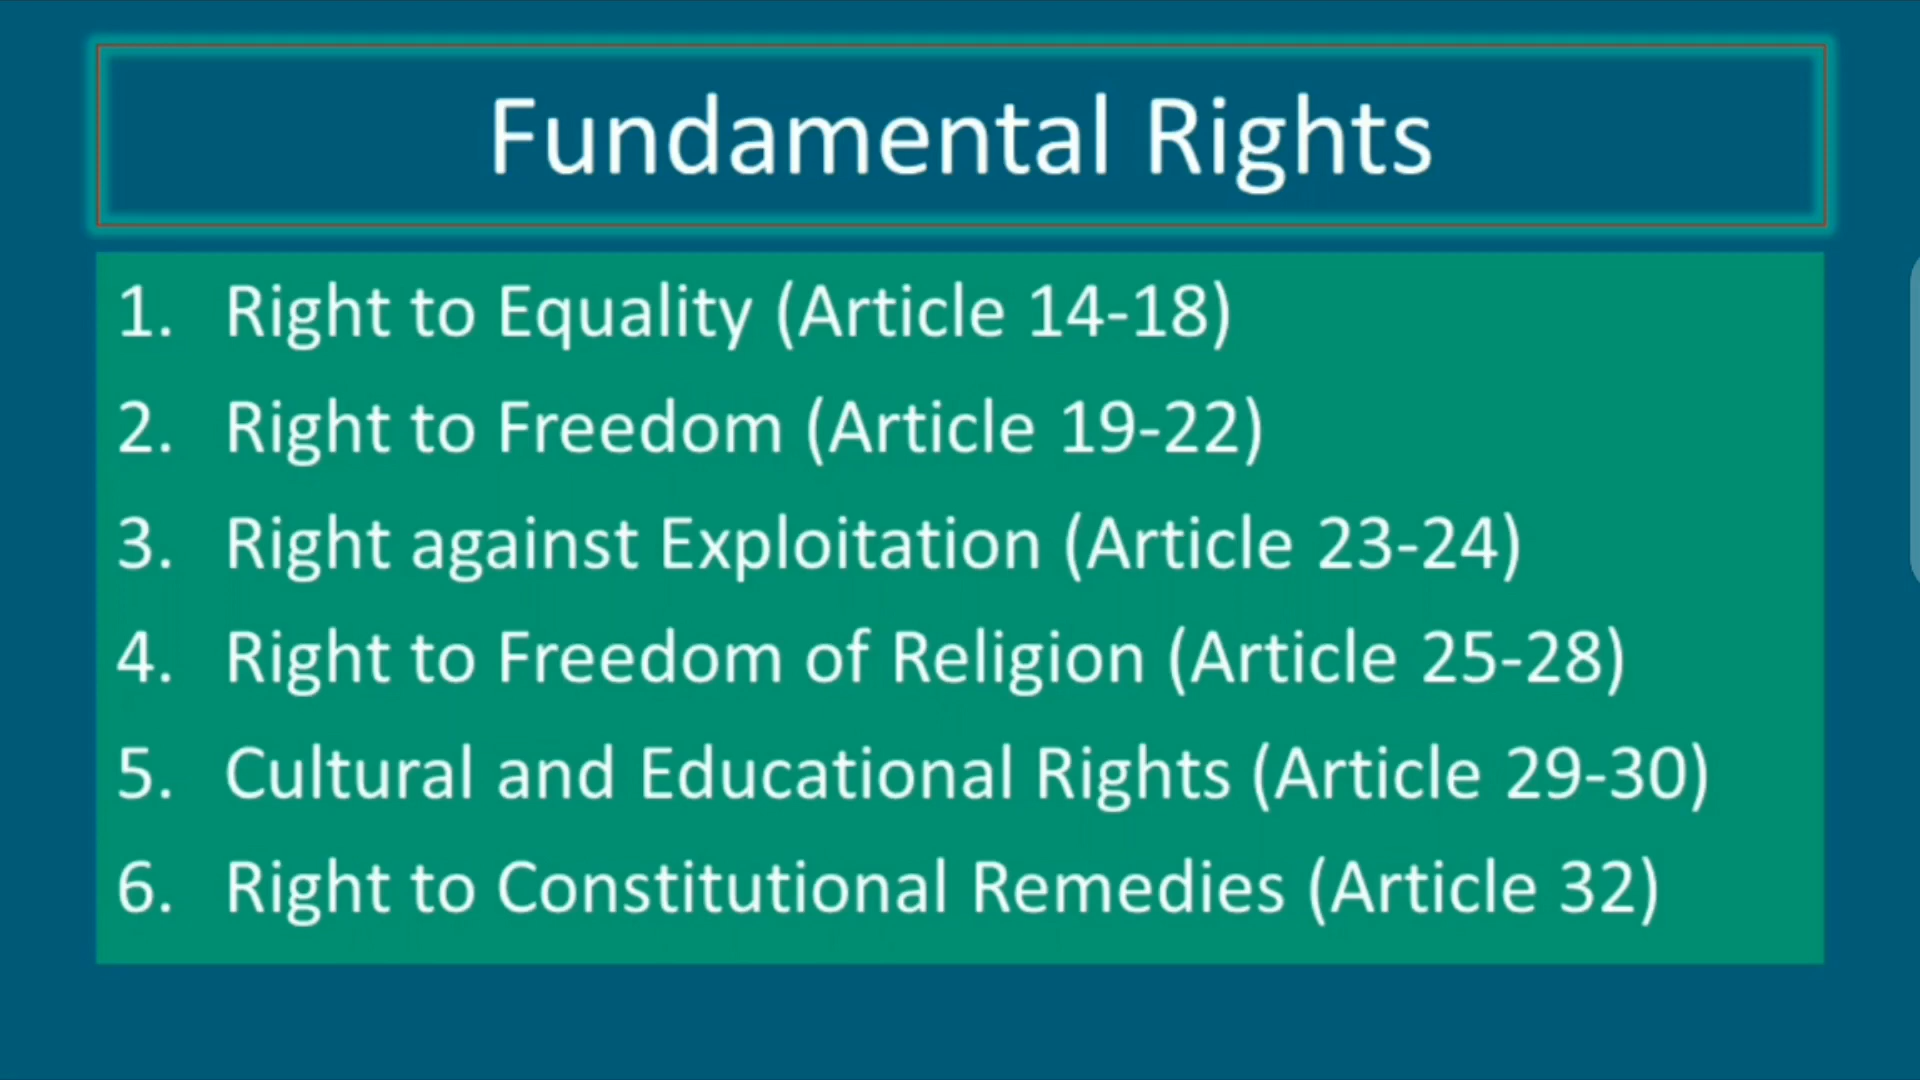 Fundamental Rights
1. Right to Equality (Article 14-18)
2. Right to Freedom (Article 19-22)
3. Right against Exploitation (Article 23-24)
4. Right to Freedom of Religion (Article 25-28)
5. Cultural and Educational Rights (Article 29-30)
6. Right to Constitutional Remedies (Article 32)